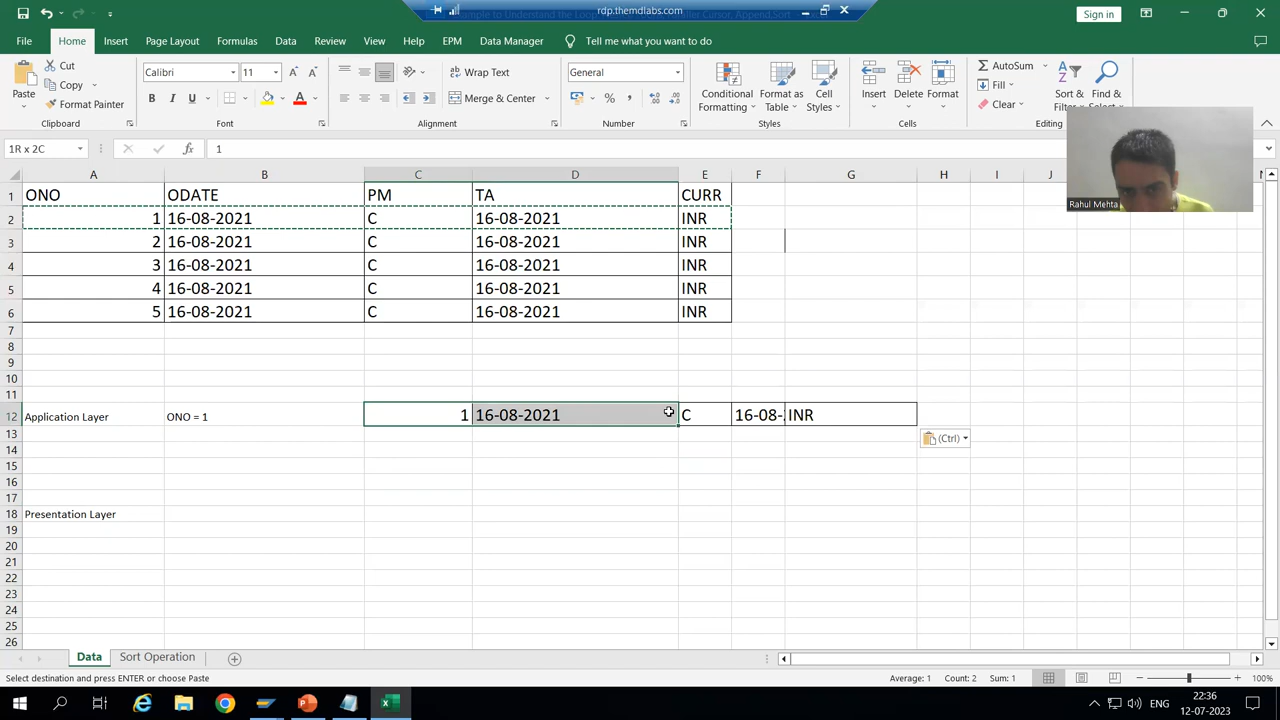 rdp.themdlabs.com
Sign in
File Home Insert Page Layout Formulas Data Review View Help EPM Data Manager Tell me what you want to do
Cut
Copy
Format Painter
Paste
Clipboard
Calibri 11
B I U
Font
Wrap Text
Merge & Center
Alignment
General
Number
Conditional Formatting
Format as Table
Cell Styles
Styles
Insert Delete Format
Cells
AutoSum
Fill
Clear
Sort & Filter
Find & Select
Editing
Rahul Mehta
1R x 2C fx 1
A B C D E F G H I J K L
1 ONO ODATE PM TA CURR
2 1 16-08-2021 C 16-08-2021 INR
3 2 16-08-2021 C 16-08-2021 INR
4 3 16-08-2021 C 16-08-2021 INR
5 4 16-08-2021 C 16-08-2021 INR
6 5 16-08-2021 C 16-08-2021 INR
7
8
9
10
11
12 Application Layer ONO = 1 1 16-08-2021 C 16-08- INR
(Ctrl)
13
14
15
16
17
18 Presentation Layer
19
20
21
22
23
24
25
26
Data Sort Operation
Select destination and press ENTER or choose Paste Average: 1 Count: 2 Sum: 1 100%
ENG 22:36
12-07-2023